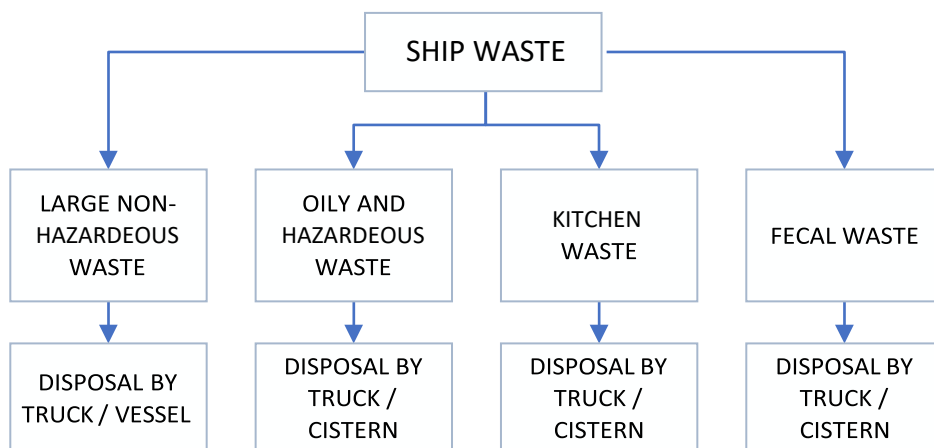 SHIP WASTE
LARGE NON-
HAZARDEOUS
WASTE
OILY AND
HAZARDEOUS
WASTE
KITCHEN
WASTE
FECAL WASTE
DISPOSAL BY
TRUCK / VESSEL
DISPOSAL BY
TRUCK /
CISTERN
DISPOSAL BY
TRUCK /
CISTERN
DISPOSAL BY
TRUCK /
CISTERN